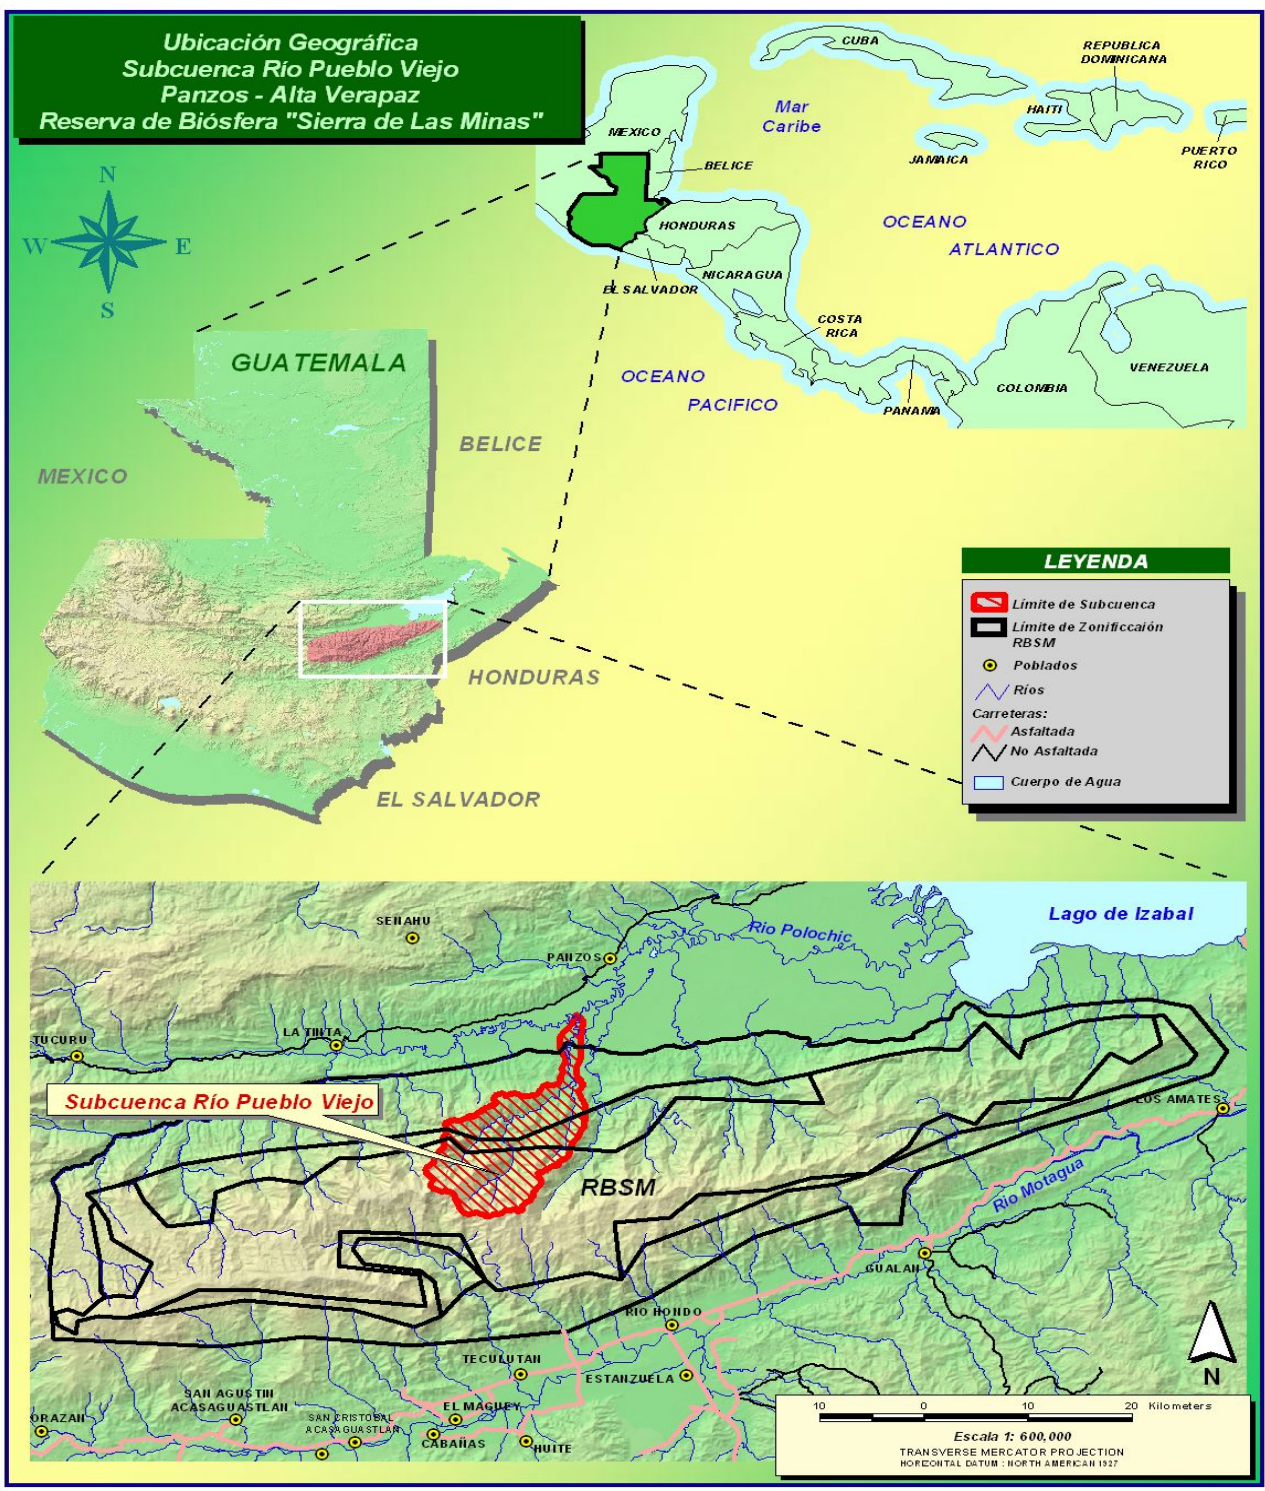 Ubicación Geográfica
Subcuenca Río Pueblo Viejo
Panzos - Alta Verapaz
Reserva de Biósfera "Sierra de Las Minas"
N
W
E
S
CUBA
REPUBLICA
DOMINICANA
HAITI
JAMAICA
PUERTO
RICO
Mar
Caribe
MEXICO
BELICE
HONDURAS
NICARAGUA
EL SALVADOR
COSTA
RICA
PANAMA
COLOMBIA
VENEZUELA
OCEANO
ATLANTICO
OCEANO
PACIFICO
GUATEMALA
BELICE
MEXICO
HONDURAS
EL SALVADOR
LEYENDA
Límite de Subcuenca
Límite de Zonificcaión
RBSM
Poblados
Ríos
Carreteras:
Asfaltada
No Asfaltada
Cuerpo de Agua
Lago de Izabal
Rio Polochic
SENAHU
PANZOS
LA TINTA
TUCURU
Subcuenca Río Pueblo Viejo
LOS AMATES
RBSM
Rio Motagua
GUALAN
RIO HONDO
TECULUTAN
ESTANZUELA
SAN AGUSTIN
ACASAGUASTLAN
EL MAGUEY
SAN CRISTOBAL
ACASAGUASTLAN
CABAÑAS
HUITE
ORAZAN
N
10 0 10 20 Kilometers
Escala 1: 600,000
TRANSVERSE MERCATOR PROJECTION
HORIZONTAL DATUM : NORTH AMERICAN 1927